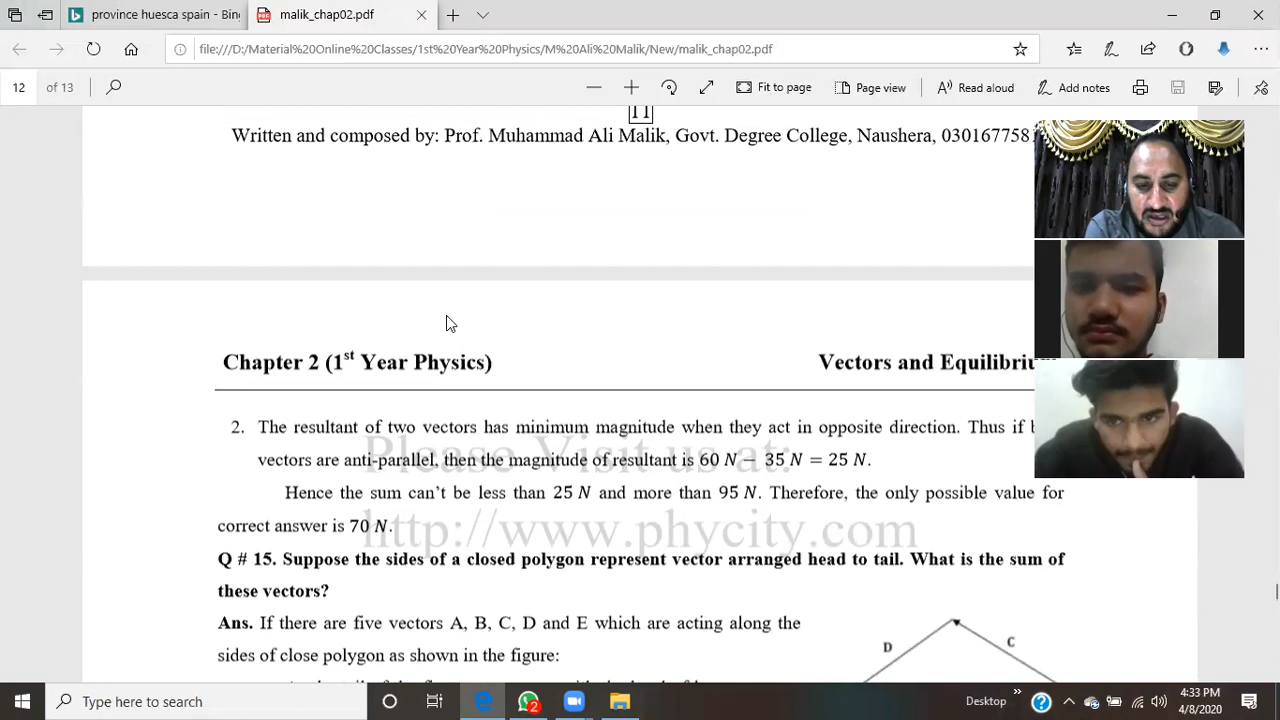 province huesca spain - Bing
malik_chap02.pdf
file:///D:/Material%20Online%20Classes/1st%20Year%20Physics/M%20Ali%20Malik/New/malik_chap02.pdf
12 of 13
Fit to page
Page view
Read aloud
Add notes
11
Written and composed by: Prof. Muhammad Ali Malik, Govt. Degree College, Naushera,
Chapter 2 (1st Year Physics)
Vectors and
2. The resultant of two vectors has minimum magnitude when they act in opposite direction. Thus if
vectors are anti-parallel, then the magnitude of resultant is 60 N − 35 N = 25 N.
Please Visit us at:
Hence the sum can't be less than 25 N and more than 95 N. Therefore, the only possible value for
correct answer is 70 N.
http://www.phycity.com
Q # 15. Suppose the sides of a closed polygon represent vector arranged head to tail. What is the sum of
these vectors?
Ans. If there are five vectors A, B, C, D and E which are acting along the
sides of close polygon as shown in the figure:
D
C
Type here to search
2
Desktop
4:33 PM
4/8/2020